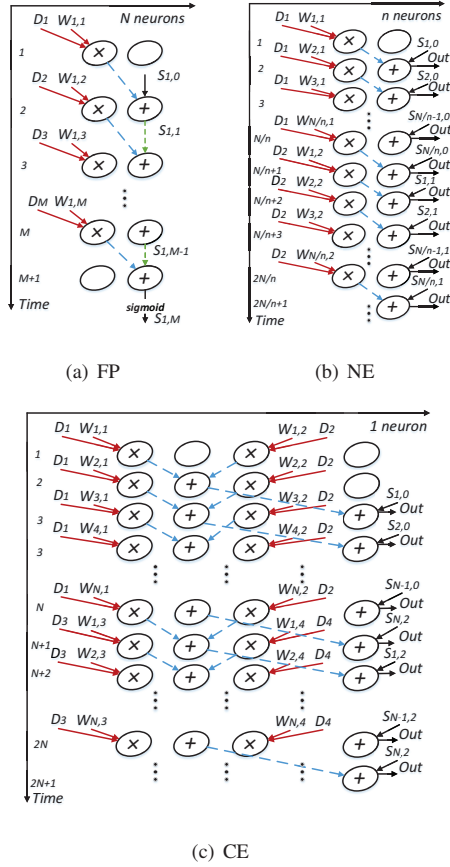 N neurons
D1 W1,1
1
S1,0
D2 W1,2
2
S1,1
D3 W1,3
3
DM W1,M
M
S1,M-1
M+1
Time
sigmoid
S1,M
(a) FP
n neurons
D1 W1,1
1
S1,0
D1 W2,1
Out
2
S2,0
D1 W3,1
Out
3
D1 WN/n,1
SN/n-1,0
N/n
Out
D2 W1,2
SN/n,0
N/n+1
Out
D2 W2,2
S1,1
N/n+2
Out
D2 W3,2
S2,1
N/n+3
Out
D2 WN/n,2
SN/n-1,1
2N/n
Out
SN/n,1
2N/n+1
Out
Time
(b) NE
1 neuron
D1 W1,1
W1,2 D2
1
D1 W2,1
W2,2 D2
2
D1 W3,1
W3,2 D2
S1,0
3
Out
D1 W4,1
W4,2 D2
S2,0
3
Out
D1 WN,1
WN,2 D2
SN-1,0
N
Out
D3 W1,3
W1,4 D4
SN,2
N+1
Out
D3 W2,3
W2,4 D4
S1,2
N+2
Out
D3 WN,3
WN,4 D4
SN-1,2
2N
Out
SN,2
2N+1
Out
Time
(c) CE